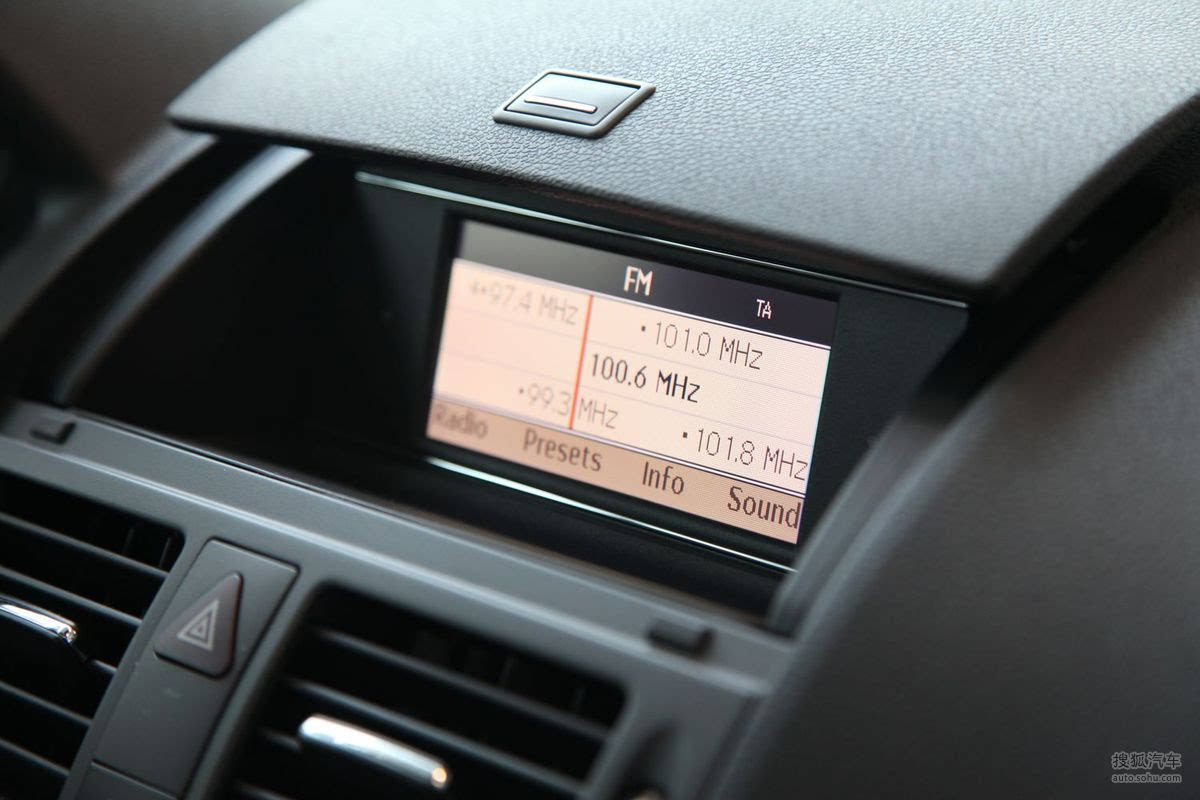 FM
TA
97.4 MHz
101.0 MHz
100.6 MHz
99.3 MHz
101.8 MHz
Radio Presets Info Sound
搜狐汽车
auto.sohu.com